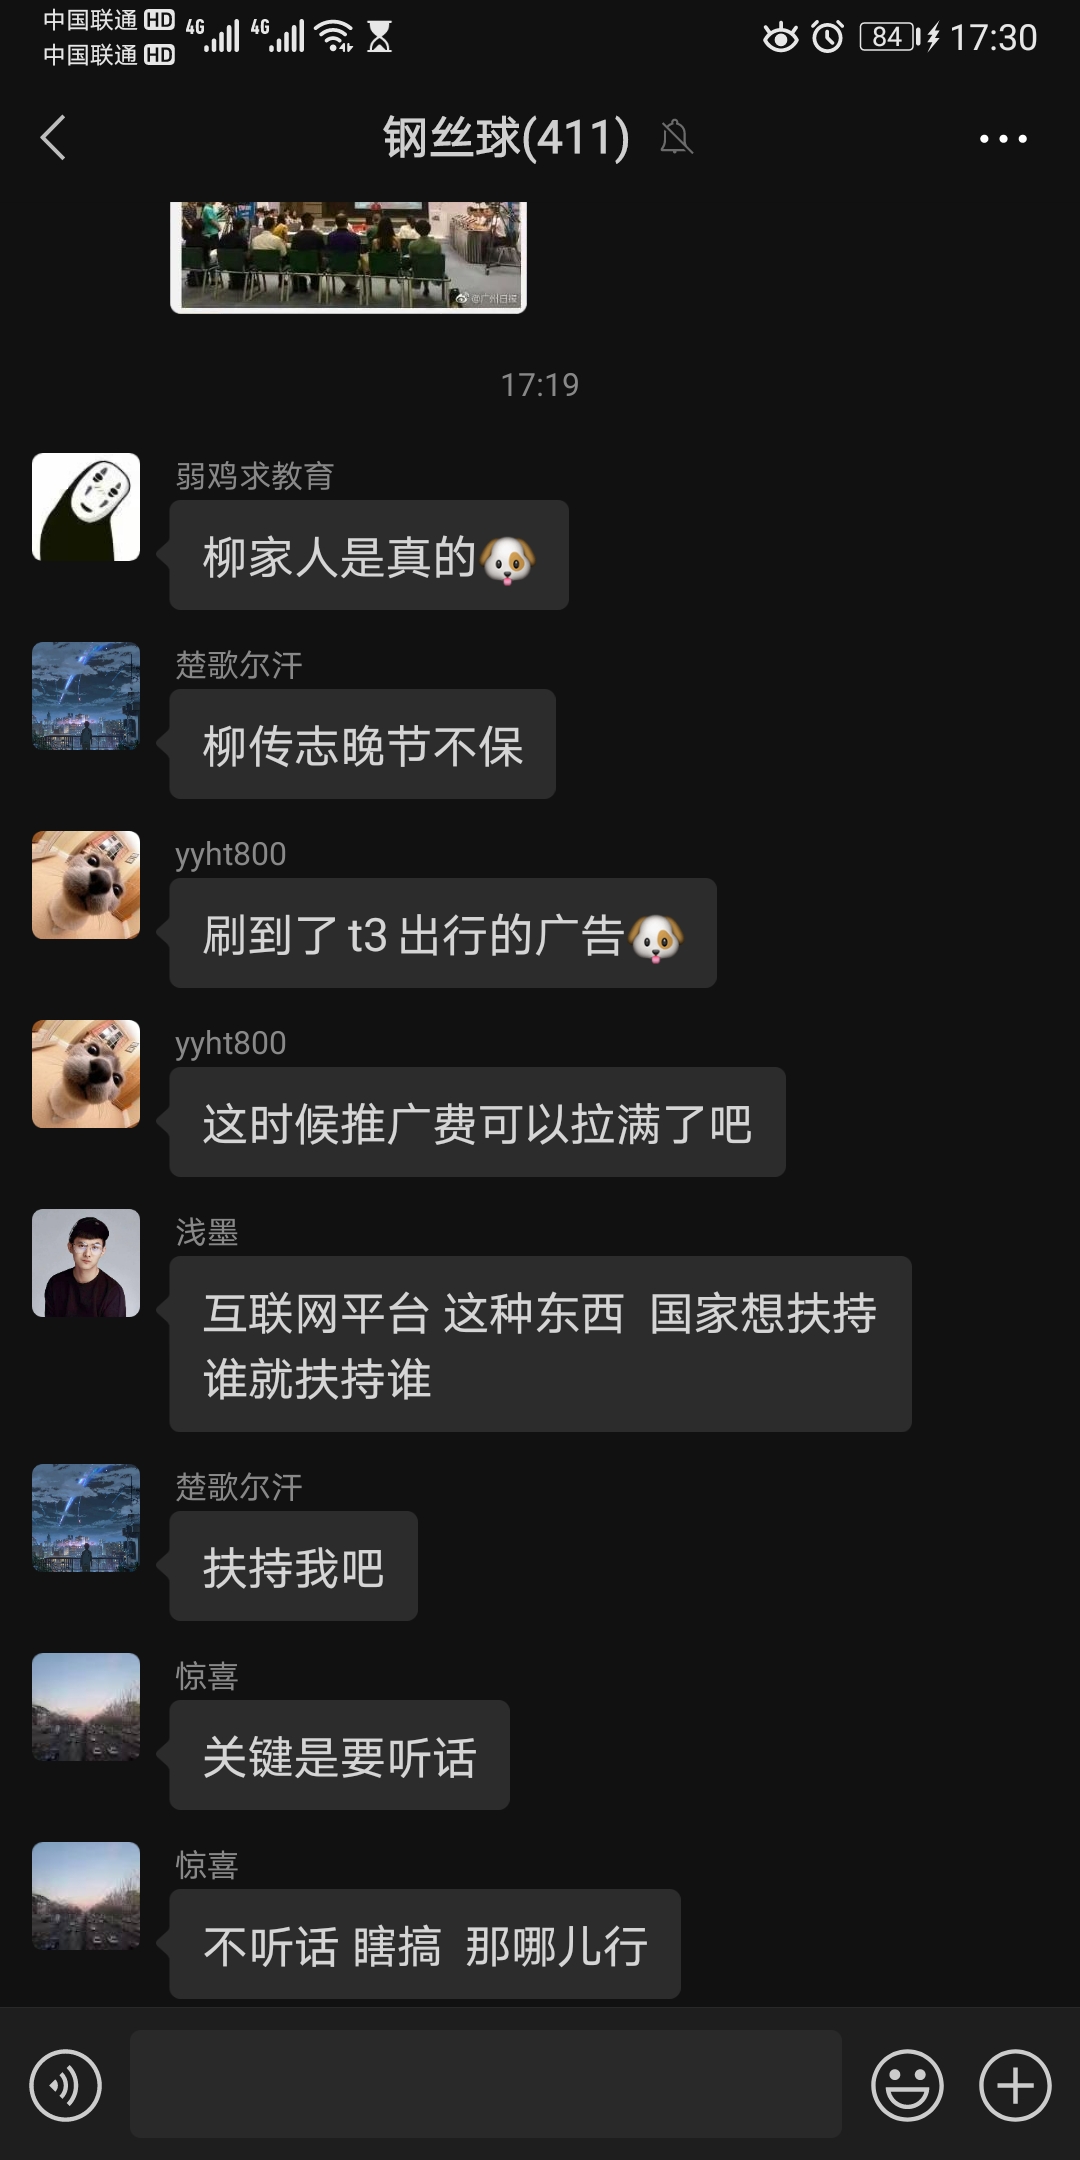 中国联通 HD 4G 4G 84 17:30
中国联通 HD
钢丝球(411)
@广州日报
17:19
弱鸡求教育
柳家人是真的
楚歌尔汗
柳传志晚节不保
yyht800
刷到了t3出行的广告
yyht800
这时候推广费可以拉满了吧
浅墨
互联网平台 这种东西 国家想扶持
谁就扶持谁
楚歌尔汗
扶持我吧
惊喜
关键是要听话
惊喜
不听话 瞎搞 那哪儿行